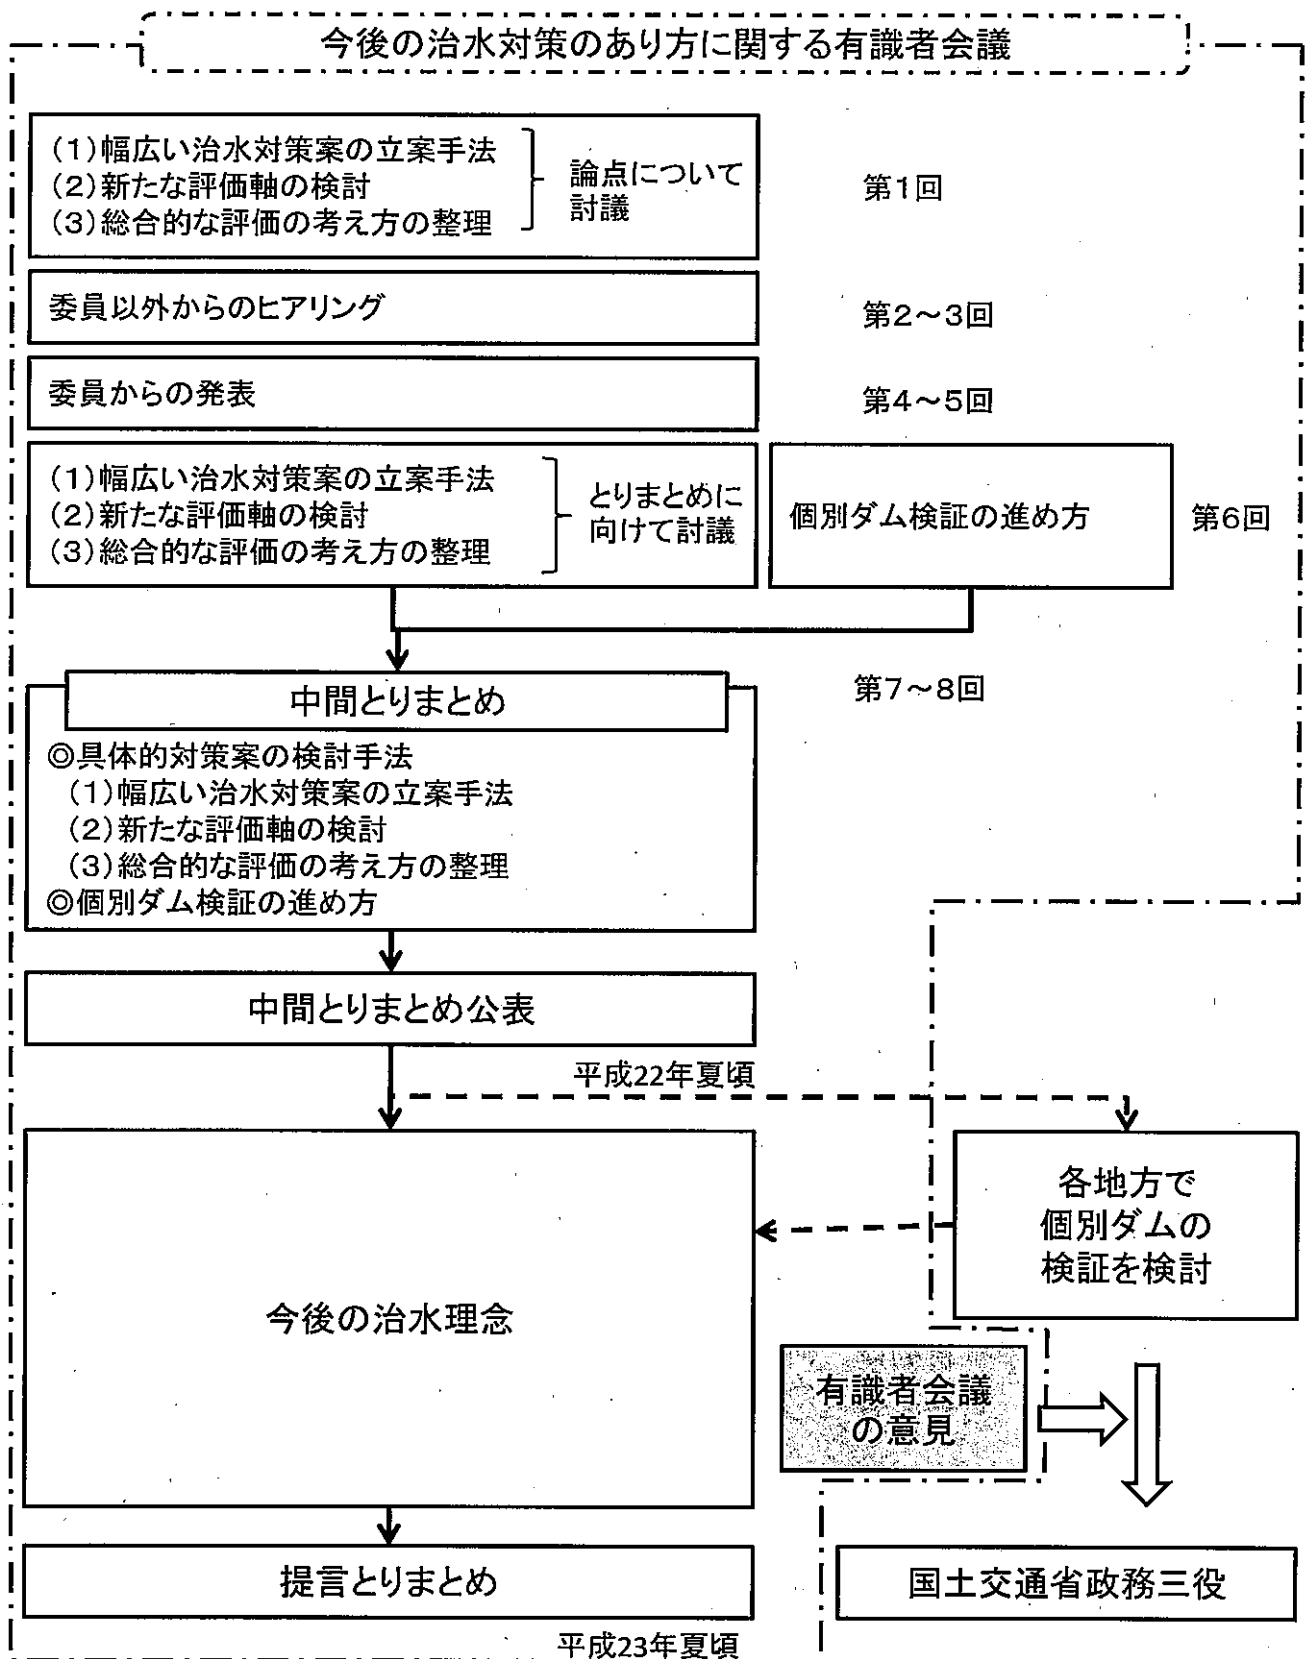 今後の治水対策のあり方に関する有識者会議
(1)幅広い治水対策案の立案手法
(2)新たな評価軸の検討
(3)総合的な評価の考え方の整理
論点について
討議
第1回
委員以外からのヒアリング
第2～3回
委員からの発表
第4～5回
(1)幅広い治水対策案の立案手法
(2)新たな評価軸の検討
(3)総合的な評価の考え方の整理
とりまとめに
向けて討議
個別ダム検証の進め方
第6回
中間とりまとめ
第7～8回
◎具体的対策案の検討手法
(1)幅広い治水対策案の立案手法
(2)新たな評価軸の検討
(3)総合的な評価の考え方の整理
◎個別ダム検証の進め方
中間とりまとめ公表
平成22年夏頃
各地方で
個別ダムの
検証を検討
今後の治水理念
有識者会議
の意見
提言とりまとめ
国土交通省政務三役
平成23年夏頃